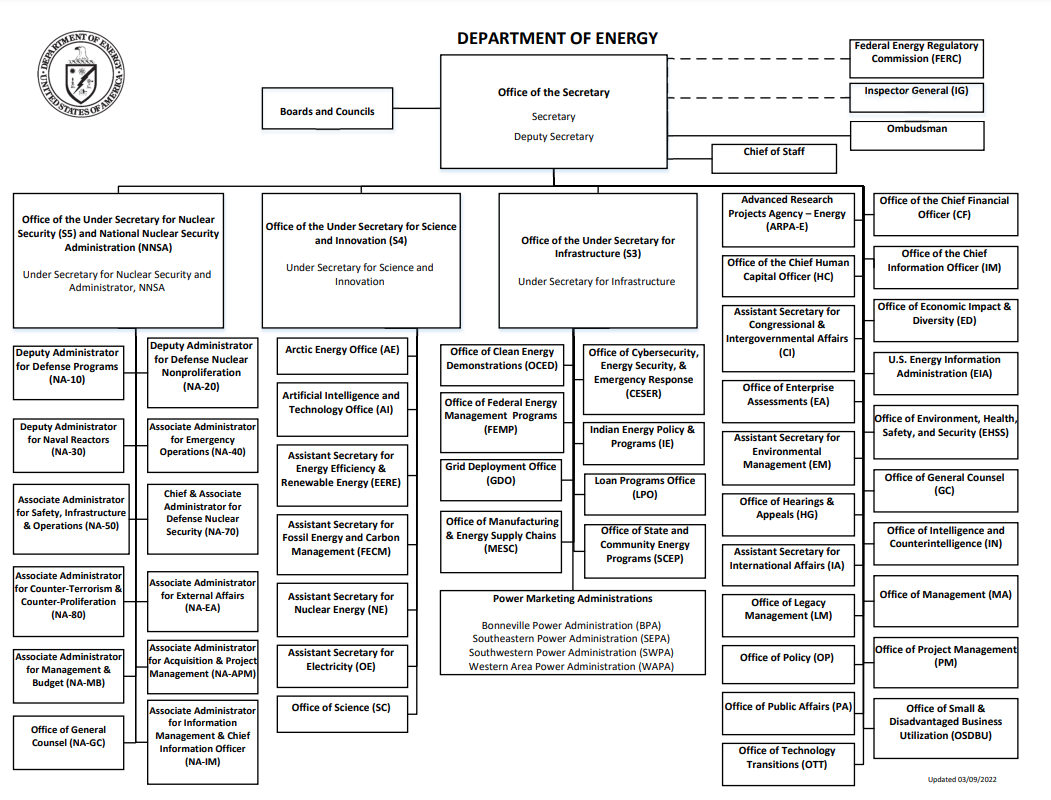 DEPARTMENT OF ENERGY
DEPARTMENT OF ENERGY
UNITED STATES OF AMERICA
Office of the Secretary
Secretary
Deputy Secretary
Boards and Councils
Federal Energy Regulatory
Commission (FERC)
Inspector General (IG)
Ombudsman
Chief of Staff
Office of the Under Secretary for Nuclear
Security (S5) and National Nuclear Security
Administration (NNSA)
Under Secretary for Nuclear Security and
Administrator, NNSA
Deputy Administrator
for Defense Programs
(NA-10)
Deputy Administrator
for Defense Nuclear
Nonproliferation
(NA-20)
Deputy Administrator
for Naval Reactors
(NA-30)
Associate Administrator
for Emergency
Operations (NA-40)
Associate Administrator
for Safety, Infrastructure
& Operations (NA-50)
Chief & Associate
Administrator for
Defense Nuclear
Security (NA-70)
Associate Administrator
for Counter-Terrorism &
Counter-Proliferation
(NA-80)
Associate Administrator
for External Affairs
(NA-EA)
Associate Administrator
for Management &
Budget (NA-MB)
Associate Administrator
for Acquisition & Project
Management (NA-APM)
Office of General
Counsel (NA-GC)
Associate Administrator
for Information
Management & Chief
Information Officer
(NA-IM)
Office of the Under Secretary for Science
and Innovation (S4)
Under Secretary for Science and
Innovation
Arctic Energy Office (AE)
Artificial Intelligence and
Technology Office (AI)
Assistant Secretary for
Energy Efficiency &
Renewable Energy (EERE)
Assistant Secretary for
Fossil Energy and Carbon
Management (FECM)
Assistant Secretary for
Nuclear Energy (NE)
Assistant Secretary for
Electricity (OE)
Office of Science (SC)
Office of the Under Secretary for
Infrastructure (S3)
Under Secretary for Infrastructure
Office of Clean Energy
Demonstrations (OCED)
Office of Cybersecurity,
Energy Security, &
Emergency Response
(CESER)
Office of Federal Energy
Management Programs
(FEMP)
Indian Energy Policy &
Programs (IE)
Grid Deployment Office
(GDO)
Loan Programs Office
(LPO)
Office of Manufacturing
& Energy Supply Chains
(MESC)
Office of State and
Community Energy
Programs (SCEP)
Power Marketing Administrations
Bonneville Power Administration (BPA)
Southeastern Power Administration (SEPA)
Southwestern Power Administration (SWPA)
Western Area Power Administration (WAPA)
Advanced Research
Projects Agency – Energy
(ARPA-E)
Office of the Chief Human
Capital Officer (HC)
Assistant Secretary for
Congressional &
Intergovernmental Affairs
(CI)
Office of Enterprise
Assessments (EA)
Assistant Secretary for
Environmental
Management (EM)
Office of Hearings &
Appeals (HG)
Assistant Secretary for
International Affairs (IA)
Office of Legacy
Management (LM)
Office of Policy (OP)
Office of Public Affairs (PA)
Office of Technology
Transitions (OTT)
Office of the Chief Financial
Officer (CF)
Office of the Chief
Information Officer (IM)
Office of Economic Impact &
Diversity (ED)
U.S. Energy Information
Administration (EIA)
Office of Environment, Health,
Safety, and Security (EHSS)
Office of General Counsel
(GC)
Office of Intelligence and
Counterintelligence (IN)
Office of Management (MA)
Office of Project Management
(PM)
Office of Small &
Disadvantaged Business
Utilization (OSDBU)
Updated 03/09/2022